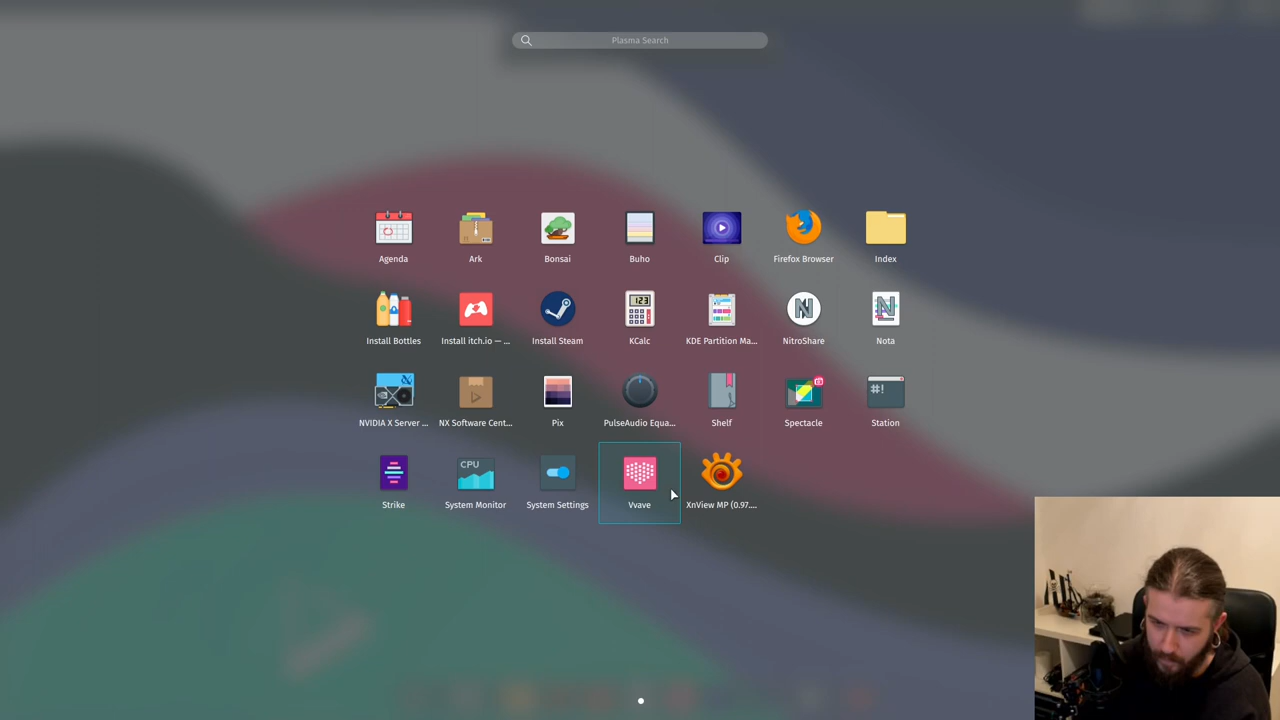 Plasma Search
Agenda
Ark
Bonsai
Buho
Clip
Firefox Browser
Index
123
Install Bottles
Install itch.io — ...
Install Steam
KCalc
KDE Partition Ma...
NitroShare
Nota
#!
NVIDIA X Server ...
NX Software Cent...
Pix
PulseAudio Equa...
Shelf
Spectacle
Station
CPU
Strike
System Monitor
System Settings
Vvave
XnView MP (0.97....